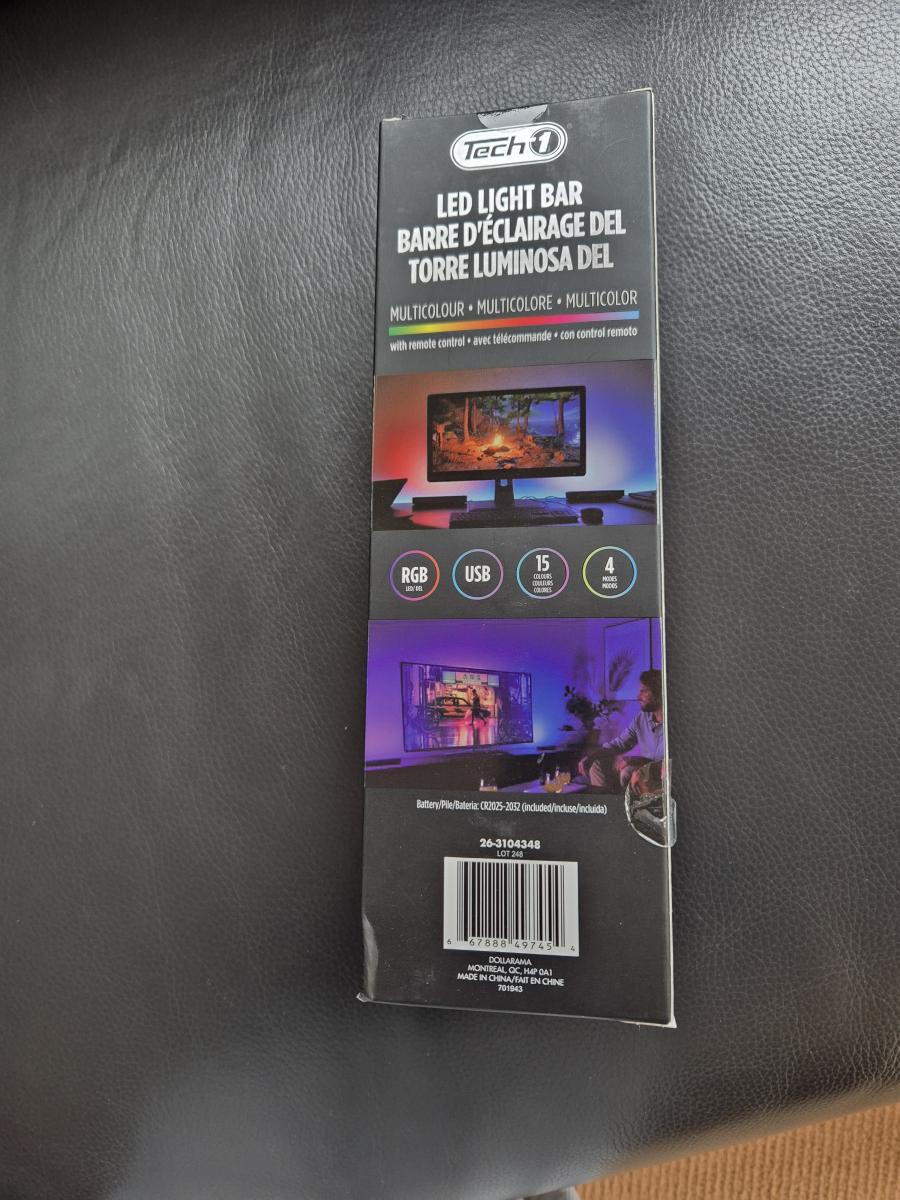 Tech 1
LED LIGHT BAR
BARRE D'ÉCLAIRAGE DEL
TORRE LUMINOSA DEL
MULTICOLOUR • MULTICOLORE • MULTICOLOR
with remote control • avec télécommande • con control remoto
RGB
LED/ DEL
USB
15
COLOURS
COULEURS
COLORES
4
MODES
MODOS
Battery/Pile/Bateria: CR2025-2032 (included/incluse/incluida)
26-3104348
LOT 248
6 67888 49745 4
DOLLARAMA
MONTREAL, QC, H4P 0A1
MADE IN CHINA/FAIT EN CHINE
701943